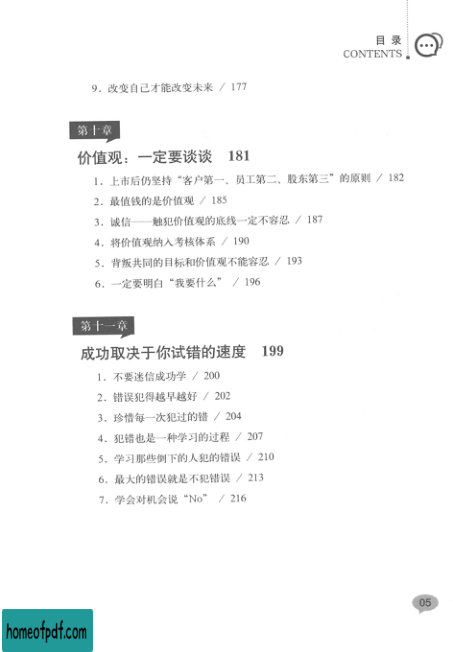 目 录
CONTENTS
9. 改变自己才能改变未来 / 177
第十章
价值观：一定要谈谈 181
1. 上市后仍坚持“客户第一、员工第二、股东第三”的原则 / 182
2. 最值钱的是价值观 / 185
3. 诚信——触犯价值观的底线一定不容忍 / 187
4. 将价值观纳入考核体系 / 190
5. 背叛共同的目标和价值观不能容忍 / 193
6. 一定要明白“我要什么” / 196
第十一章
成功取决于你试错的速度 199
1. 不要迷信成功学 / 200
2. 错误犯得越早越好 / 202
3. 珍惜每一次犯过的错 / 204
4. 犯错也是一种学习的过程 / 207
5. 学习那些倒下的人犯的错误 / 210
6. 最大的错误就是不犯错误 / 213
7. 学会对机会说“No” / 216
05
homeofpdf.com